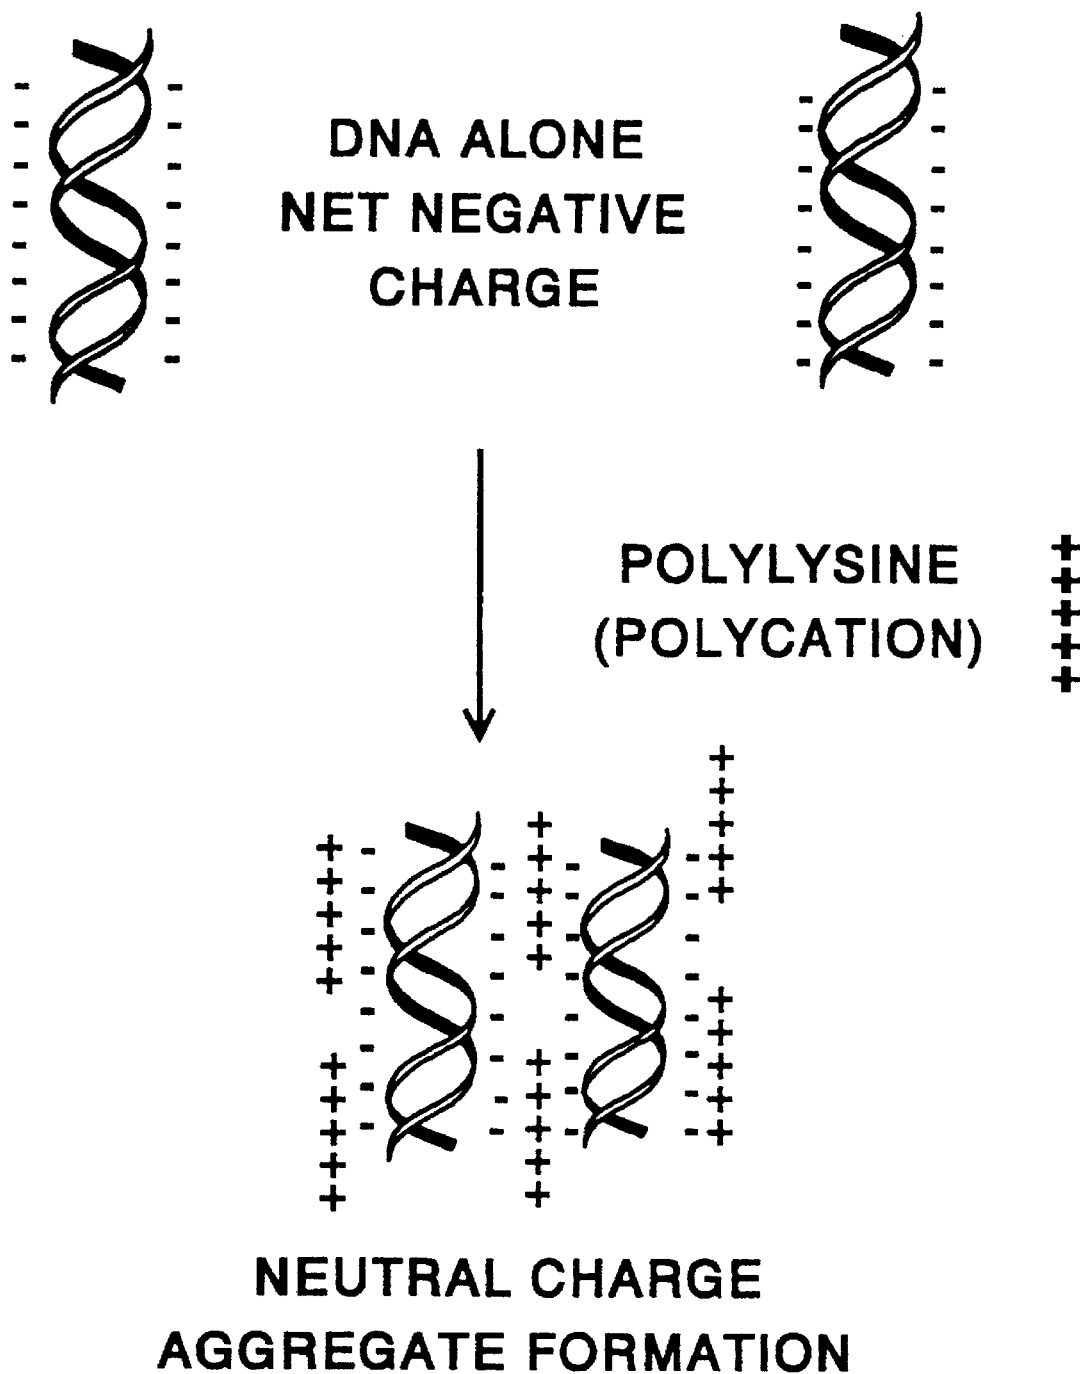 DNA ALONE
NET NEGATIVE
CHARGE
POLYLYSINE
(POLYCATION)
NEUTRAL CHARGE
AGGREGATE FORMATION